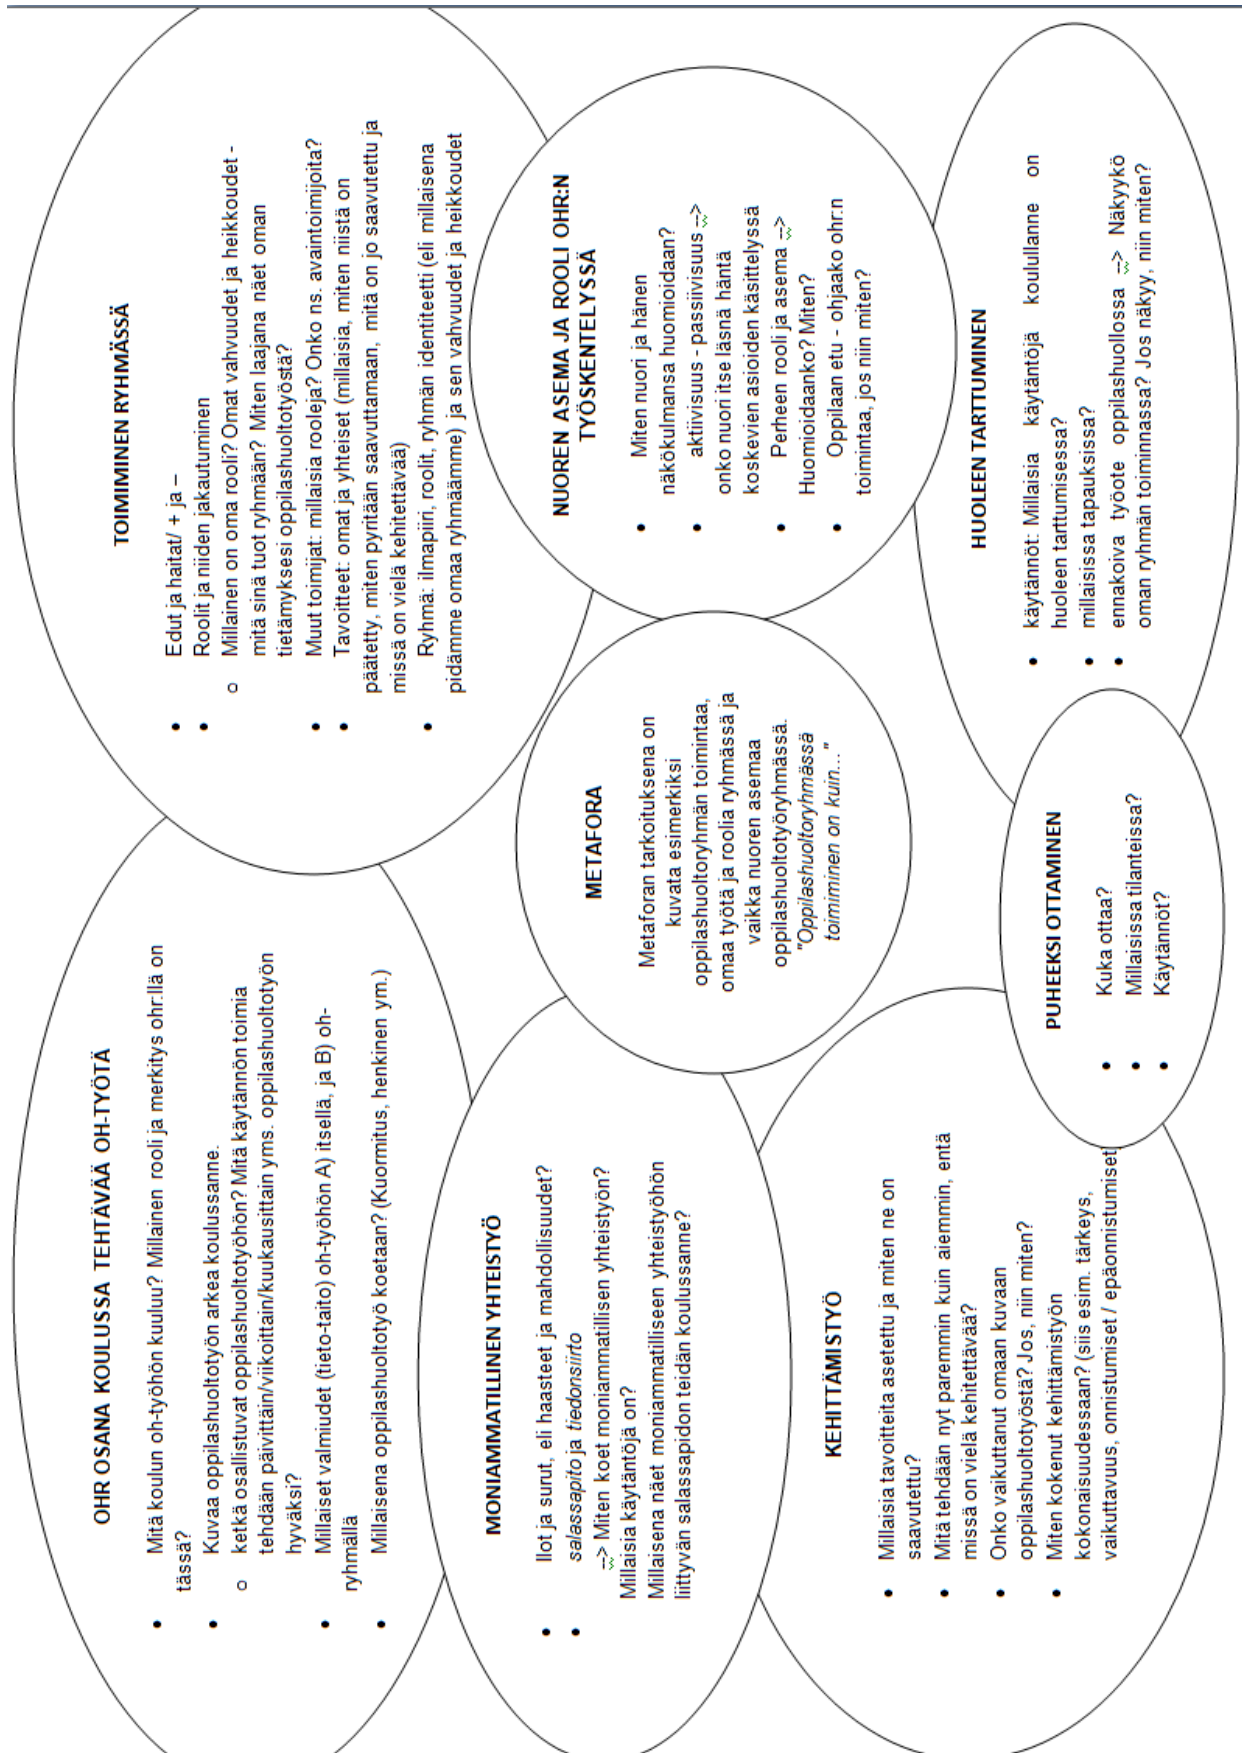 OHR OSANA KOULUSSA TEHTÄVÄÄ OH-TYÖTÄ
• Mitä koulun oh-työhön kuuluu? Millainen rooli ja merkitys ohr:llä on
tässä?
• Kuvaa oppilashuoltotyön arkea koulussanne.
o ketkä osallistuvat oppilashuoltotyöhön? Mitä käytännön toimia
tehdään päivittäin/viikoittain/kuukausittain yms. oppilashuoltotyön
hyväksi?
• Millaiset valmiudet (tieto-taito) oh-työhön A) itsellä, ja B) oh-
ryhmällä
• Millaisena oppilashuoltotyö koetaan? (Kuormitus, henkinen ym.)
TOIMIMINEN RYHMÄSSÄ
• Edut ja haitat/ + ja –
• Roolit ja niiden jakautuminen
o Millainen on oma rooli? Omat vahvuudet ja heikkoudet -
mitä sinä tuot ryhmään? Miten laajana näet oman
tietämyksesi oppilashuoltotyöstä?
• Muut toimijat: millaisia rooleja? Onko ns. avaintoimijoita?
• Tavoitteet: omat ja yhteiset (millaisia, miten niistä on
päätetty, miten pyritään saavuttamaan, mitä on jo saavutettu ja
missä on vielä kehitettävää)
• Ryhmä: ilmapiiri, roolit, ryhmän identiteetti (eli millaisena
pidämme omaa ryhmäämme) ja sen vahvuudet ja heikkoudet
MONIAMMATILLINEN YHTEISTYÖ
• Ilot ja surut, eli haasteet ja mahdollisuudet?
• salassapito ja tiedonsiirto
--> Miten koet moniammatillisen yhteistyön?
Millaisia käytäntöjä on?
Millaisena näet moniammatilliseen yhteistyöhön
liittyvän salassapidon teidän koulussanne?
METAFORA
Metaforan tarkoituksena on
kuvata esimerkiksi
oppilashuoltoryhmän toimintaa,
omaa työtä ja roolia ryhmässä ja
vaikka nuoren asemaa
oppilashuoltotyöryhmässä.
"Oppilashuoltoryhmässä
toimiminen on kuin..."
NUOREN ASEMA JA ROOLI OHR:N
TYÖSKENTELYSSÄ
• Miten nuori ja hänen
näkökulmansa huomioidaan?
• aktiivisuus - passiivisuus -->
onko nuori itse läsnä häntä
koskevien asioiden käsittelyssä
• Perheen rooli ja asema -->
Huomioidaanko? Miten?
• Oppilaan etu - ohjaako ohr:n
toimintaa, jos niin miten?
KEHITTÄMISTYÖ
• Millaisia tavoitteita asetettu ja miten ne on
saavutettu?
• Mitä tehdään nyt paremmin kuin aiemmin, entä
missä on vielä kehitettävää?
• Onko vaikuttanut omaan kuvaan
oppilashuoltotyöstä? Jos, niin miten?
• Miten kokenut kehittämistyön
kokonaisuudessaan? (siis esim. tärkeys,
vaikuttavuus, onnistumiset / epäonnistumiset
PUHEEKSI OTTAMINEN
• Kuka ottaa?
• Millaisissa tilanteissa?
• Käytännöt?
HUOLEEN TARTTUMINEN
• käytännöt: Millaisia käytäntöjä koulullanne on
huoleen tarttumisessa?
• millaisissa tapauksissa?
• ennakoiva työote oppilashuollossa --> Näkyykö
oman ryhmän toiminnassa? Jos näkyy, niin miten?